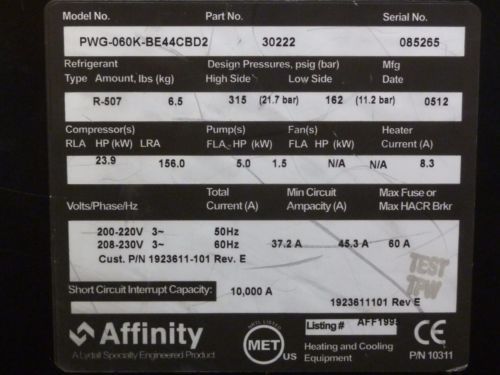 Model No. Part No. Serial No.
PWG-060K-BE44CBD2 30222 085265
Refrigerant Design Pressures, psig (bar) Mfg
Type Amount, lbs (kg) High Side Low Side Date
R-507 6.5 315 (21.7 bar) 162 (11.2 bar) 0512
Compressor(s) Pump(s) Fan(s) Heater
RLA HP (kW) LRA FLA HP (kW) FLA HP (kW) Current (A)
23.9 156.0 5.0 1.5 N/A N/A 8.3
Total Min Circuit Max Fuse or
Volts/Phase/Hz Current (A) Ampacity (A) Max HACR Brkr
200-220V 3~ 50Hz
208-230V 3~ 60Hz 37.2 A 45.3 A 60 A
Cust. P/N 1923611-101 Rev. E
TEST
TPW
Short Circuit Interrupt Capacity: 10,000 A
1923611101 Rev E
Affinity
A Lydall Specialty Engineered Product
MET LISTED
MET
US
Listing # AFF1995
Heating and Cooling
Equipment
CE
P/N 10311